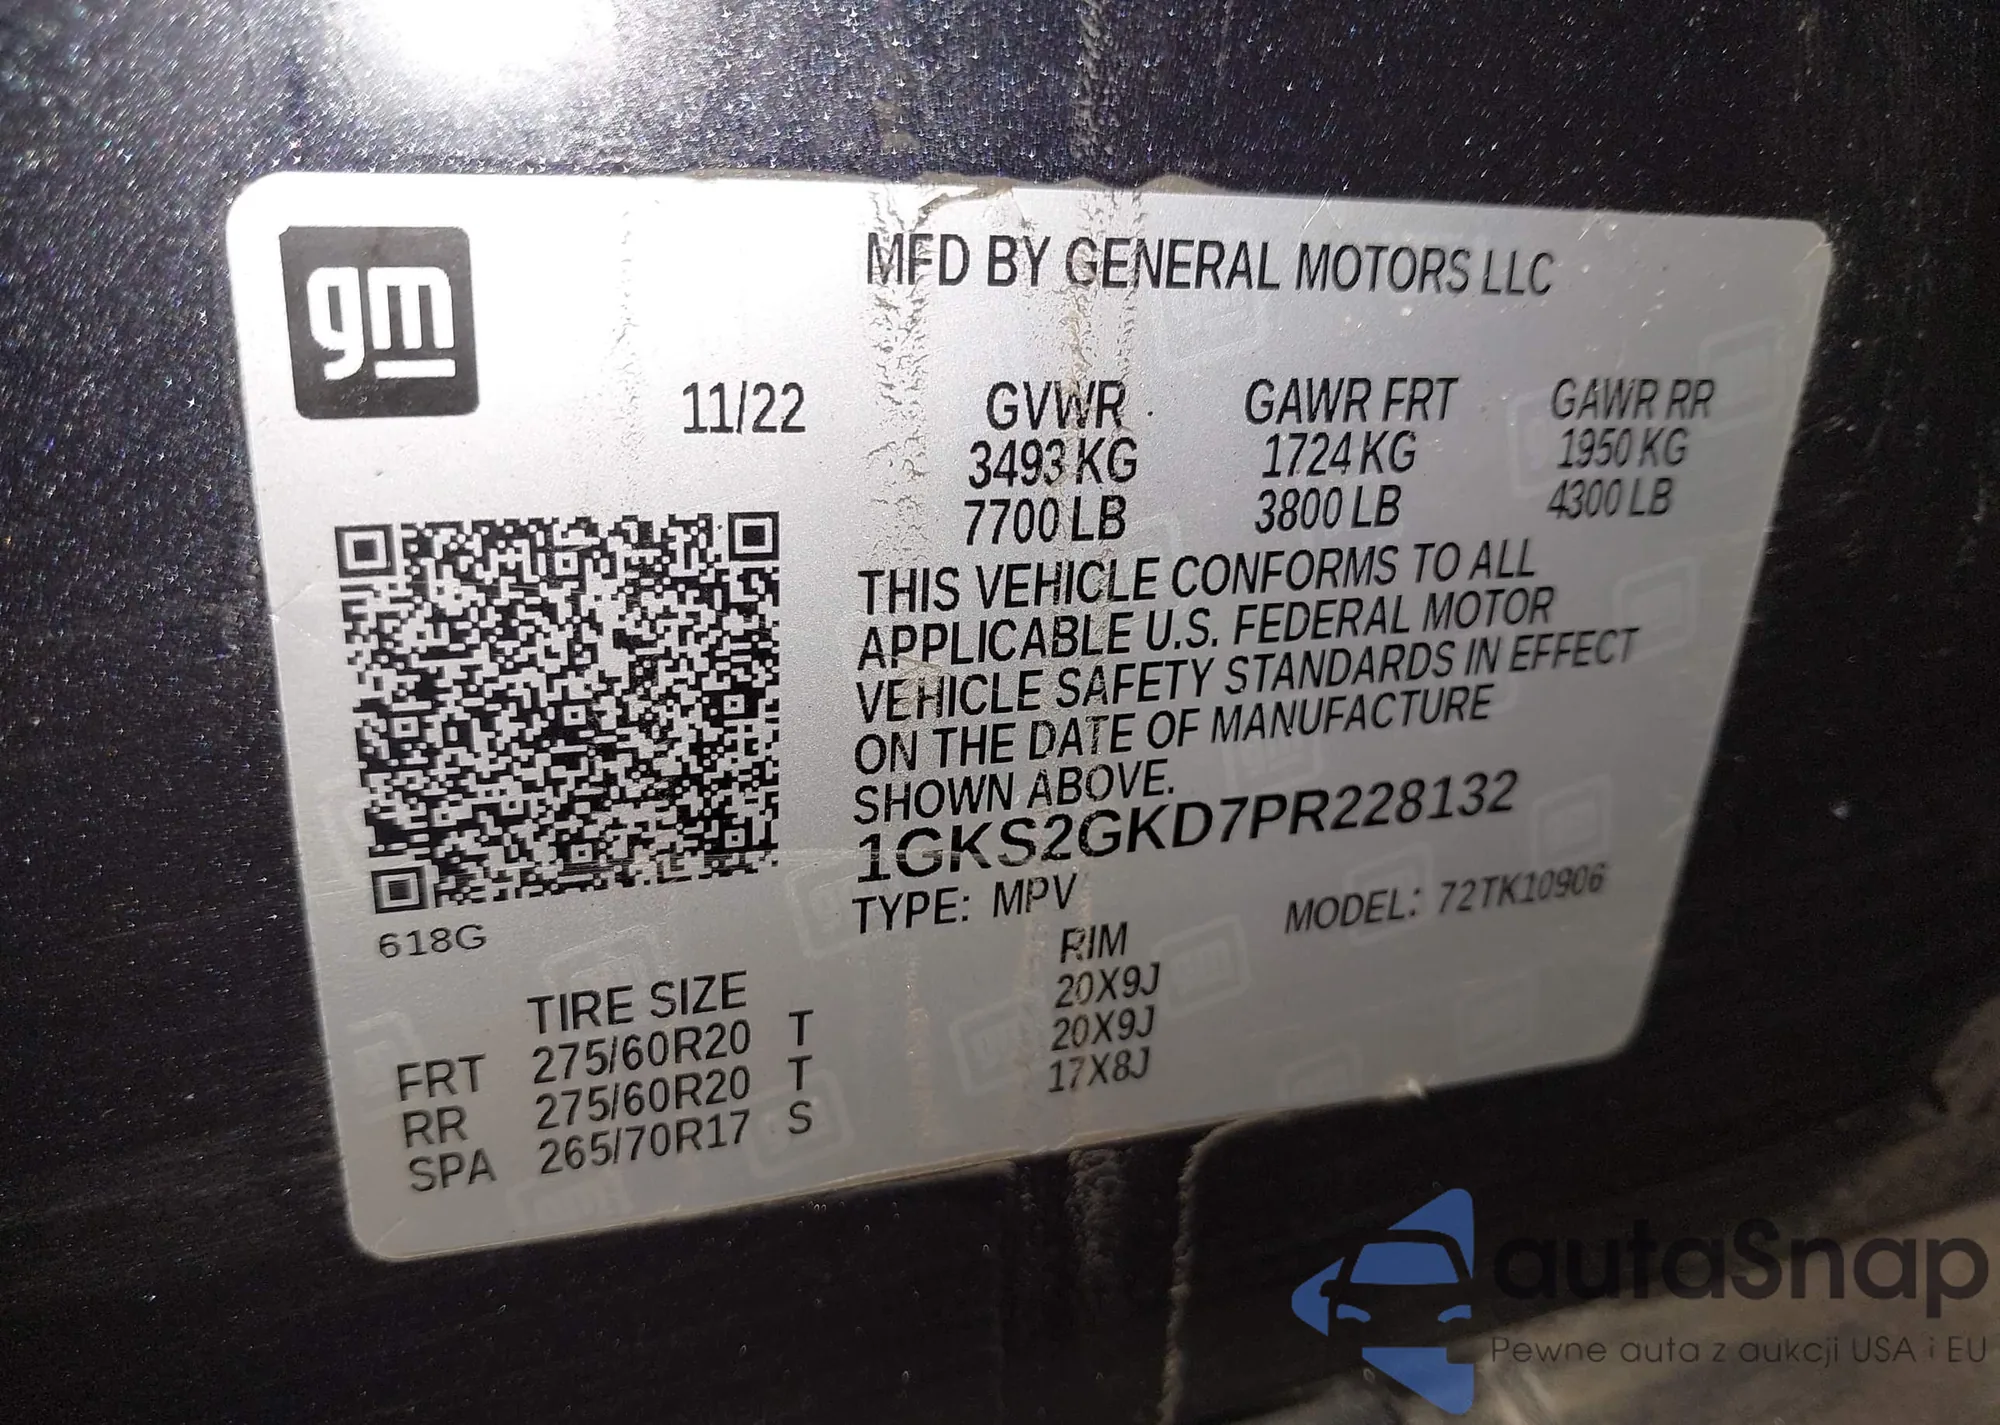 gm
MFD BY GENERAL MOTORS LLC
11/22 GVWR GAWR FRT GAWR RR
3493 KG 1724 KG 1950 KG
7700 LB 3800 LB 4300 LB
THIS VEHICLE CONFORMS TO ALL
APPLICABLE U.S. FEDERAL MOTOR
VEHICLE SAFETY STANDARDS IN EFFECT
ON THE DATE OF MANUFACTURE
SHOWN ABOVE.
1GKS2GKD7PR228132
TYPE: MPV MODEL: 72TK10906
618G
TIRE SIZE RIM
FRT 275/60R20 T 20X9J
RR 275/60R20 T 20X9J
SPA 265/70R17 S 17X8J
autaSnap
Pewne auta z aukcji USA i EU